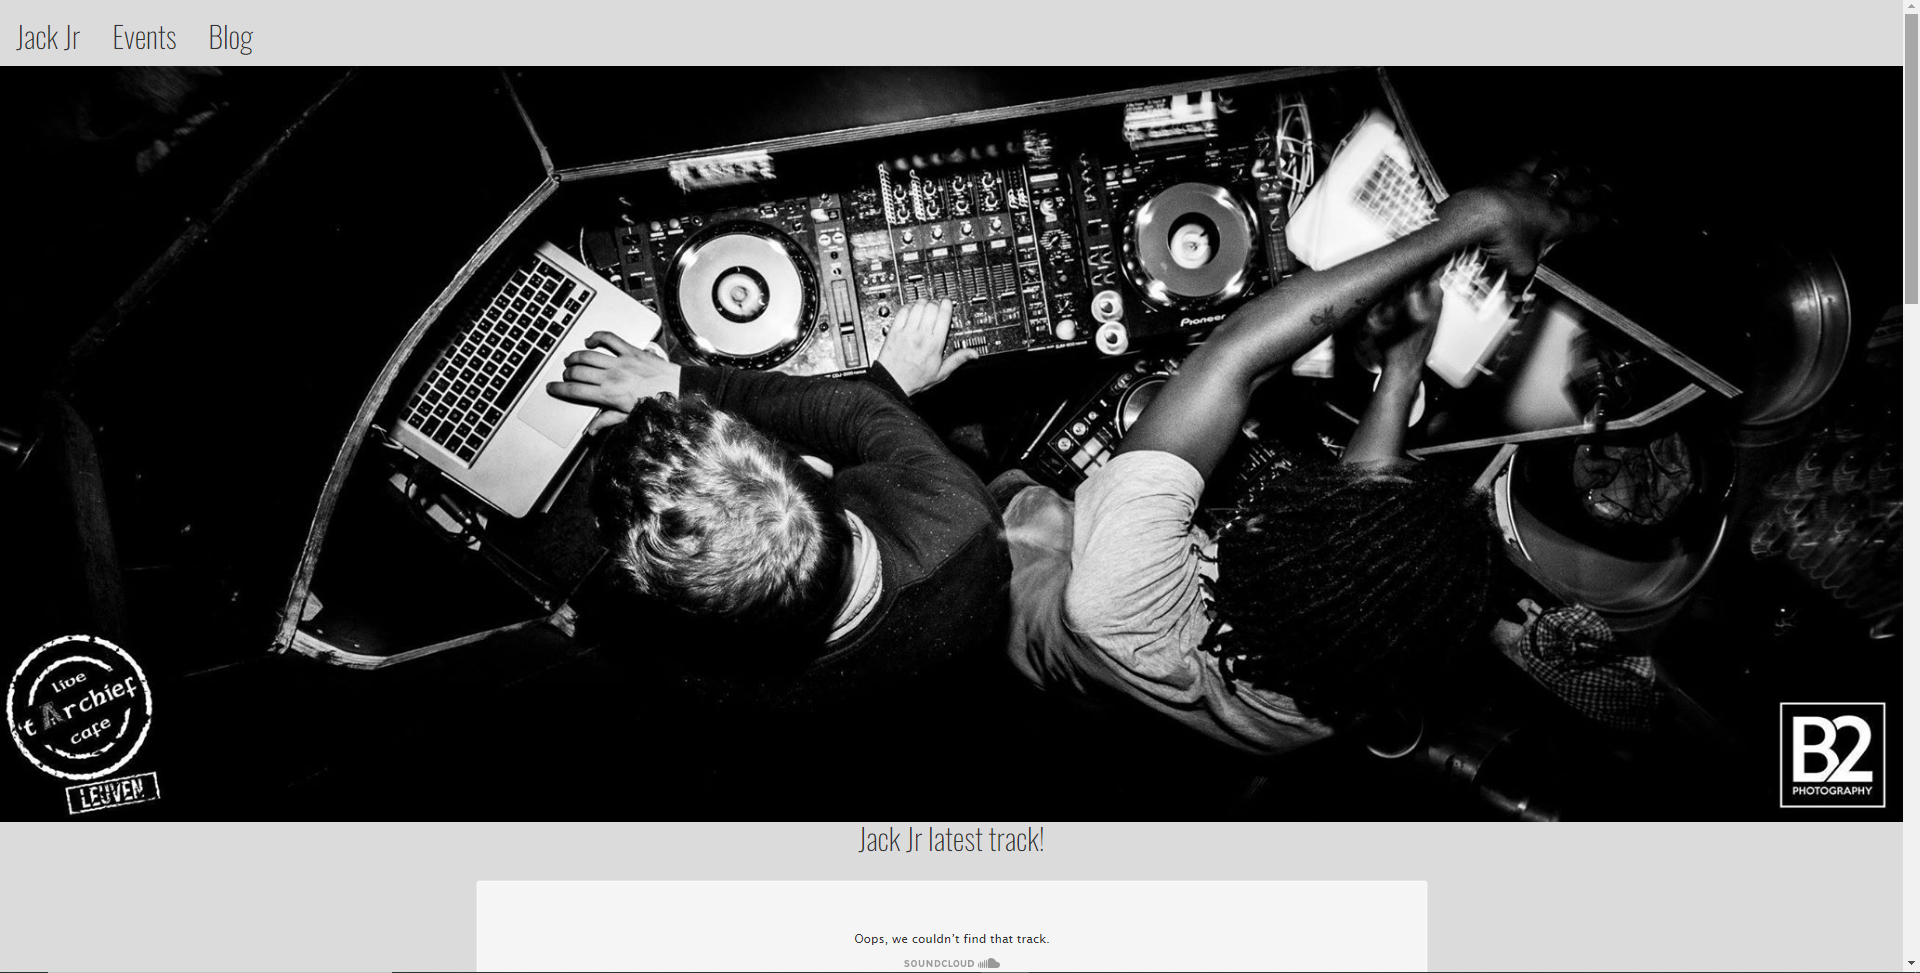 Jack Jr Events Blog
Pioneer
live
't Archief
cafe
LEUVEN
B2
PHOTOGRAPHY
Jack Jr latest track!
Oops, we couldn't find that track.
SOUNDCLOUD